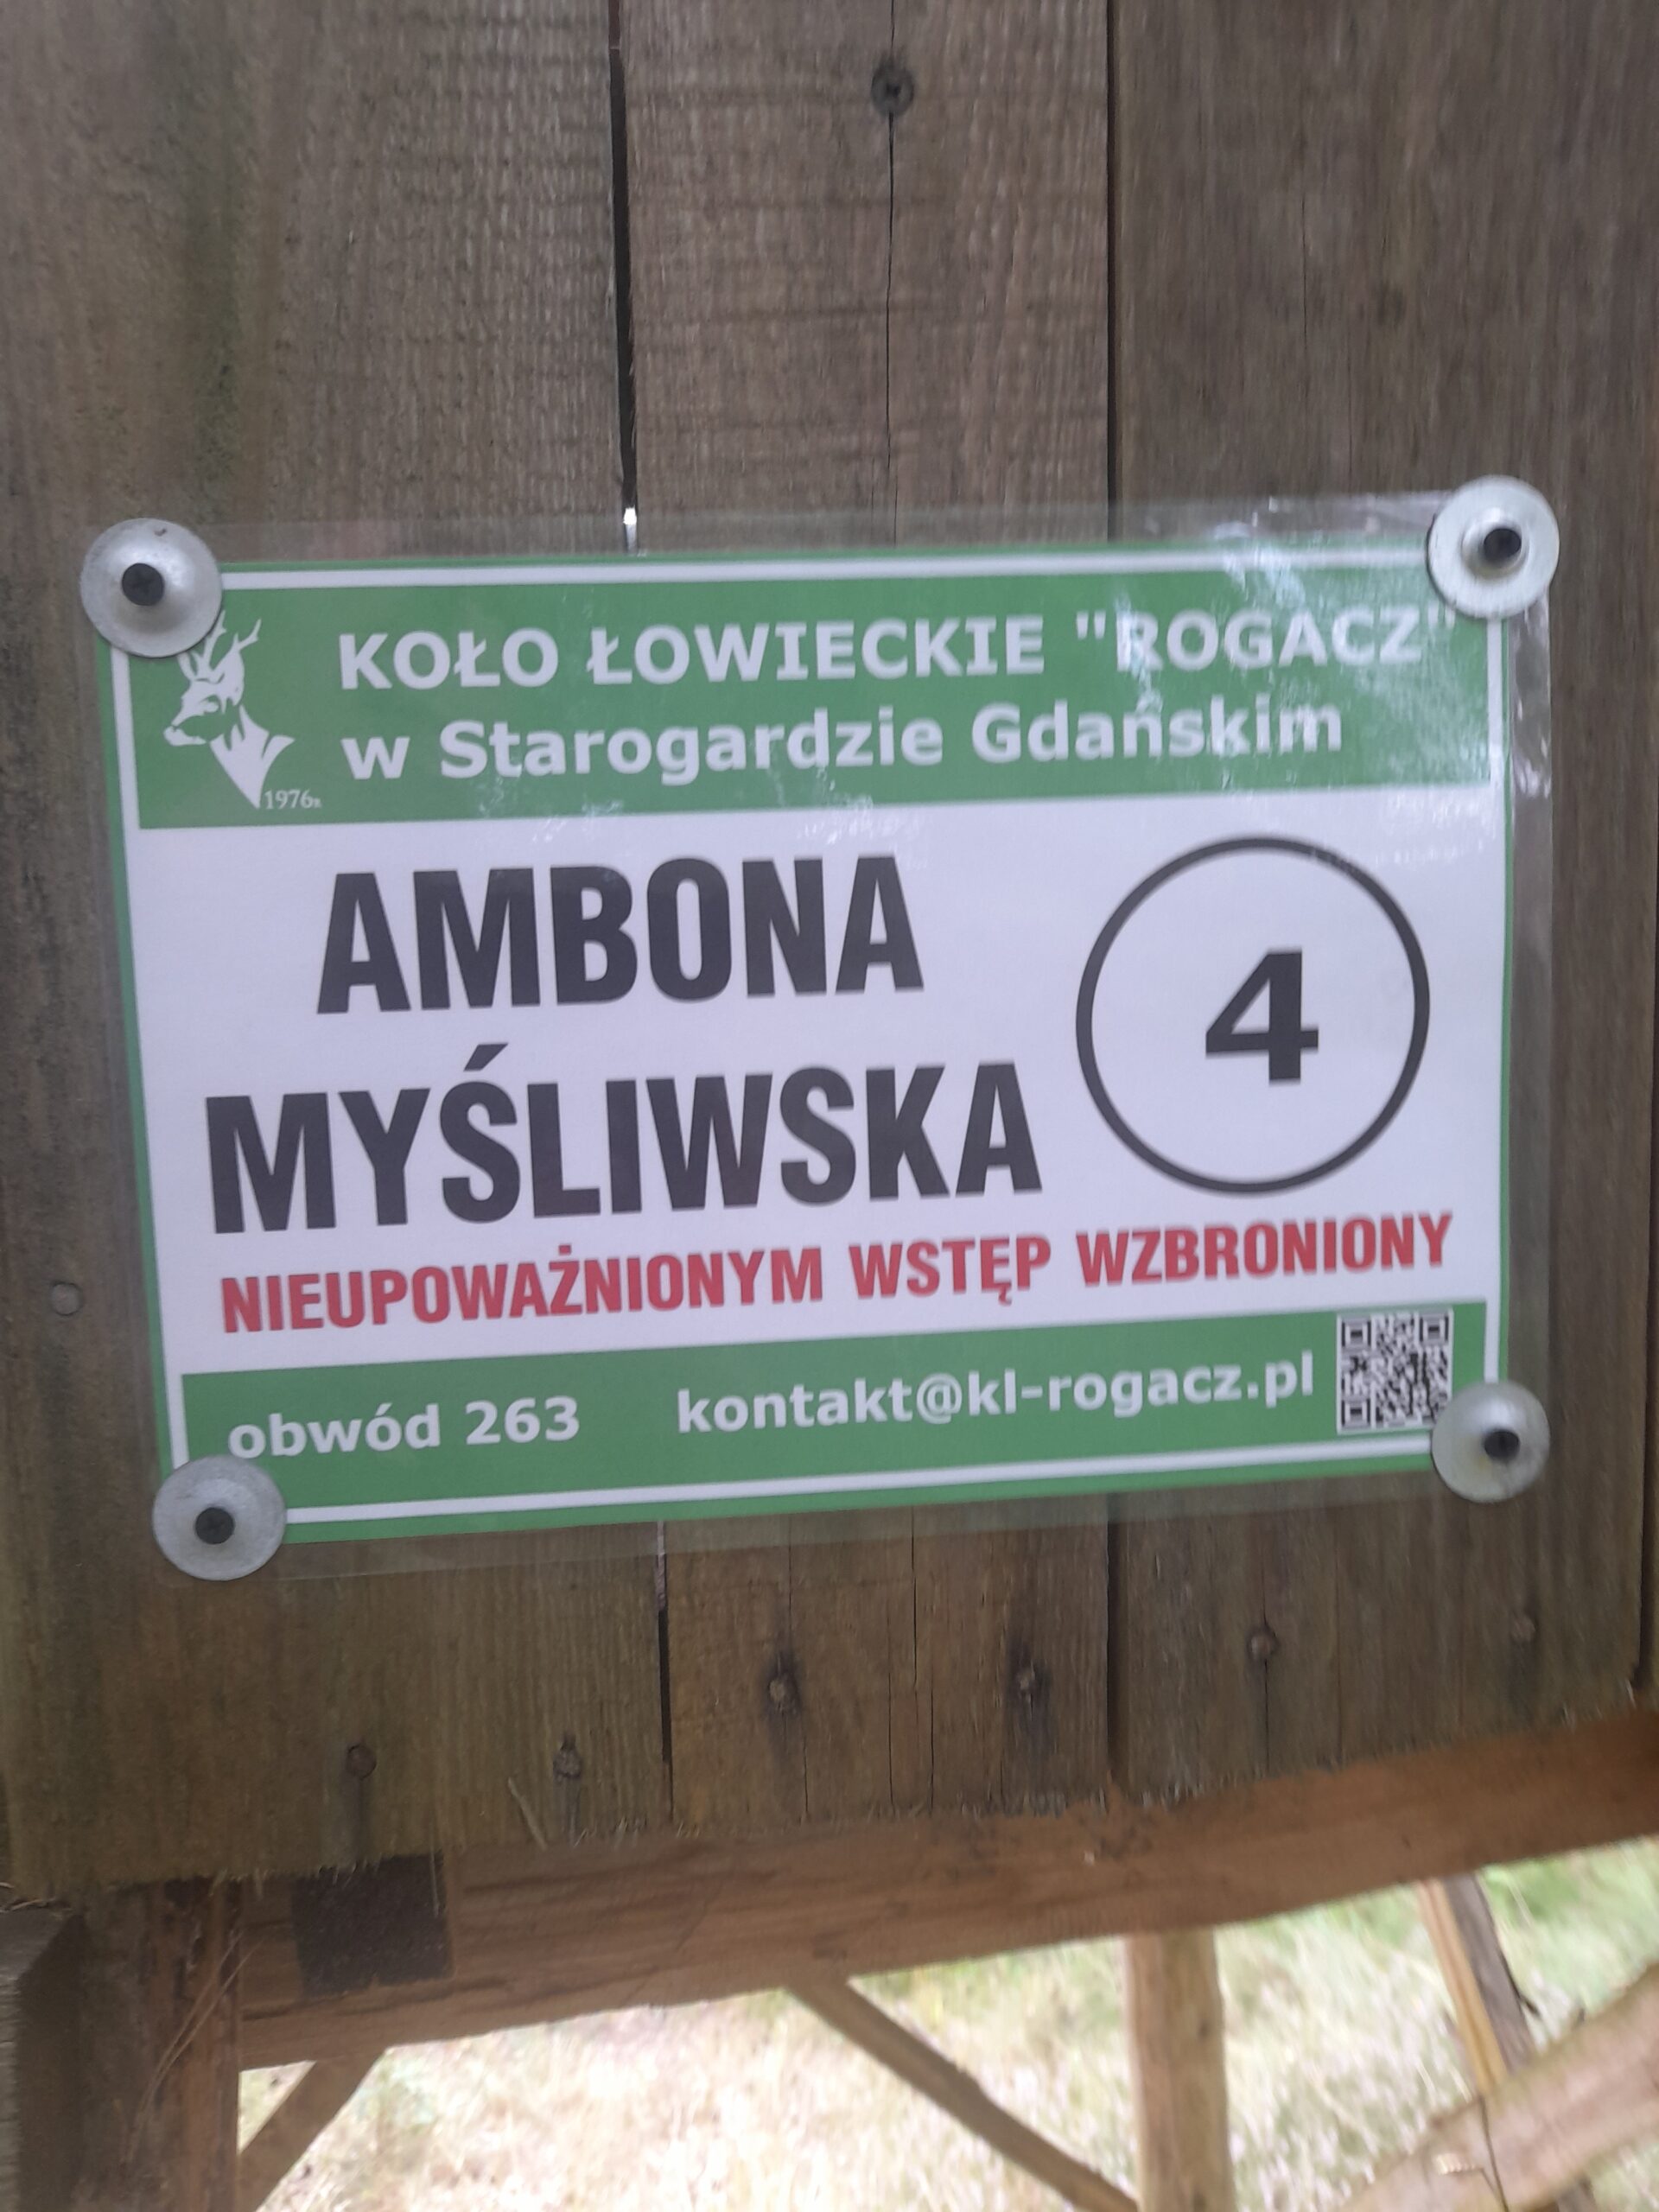 KOŁO ŁOWIECKIE "ROGACZ"
w Starogardzie Gdańskim
1976R.
AMBONA
MYŚLIWSKA
4
NIEUPOWAŻNIONYM WSTĘP WZBRONIONY
obwód 263 kontakt@kl-rogacz.pl